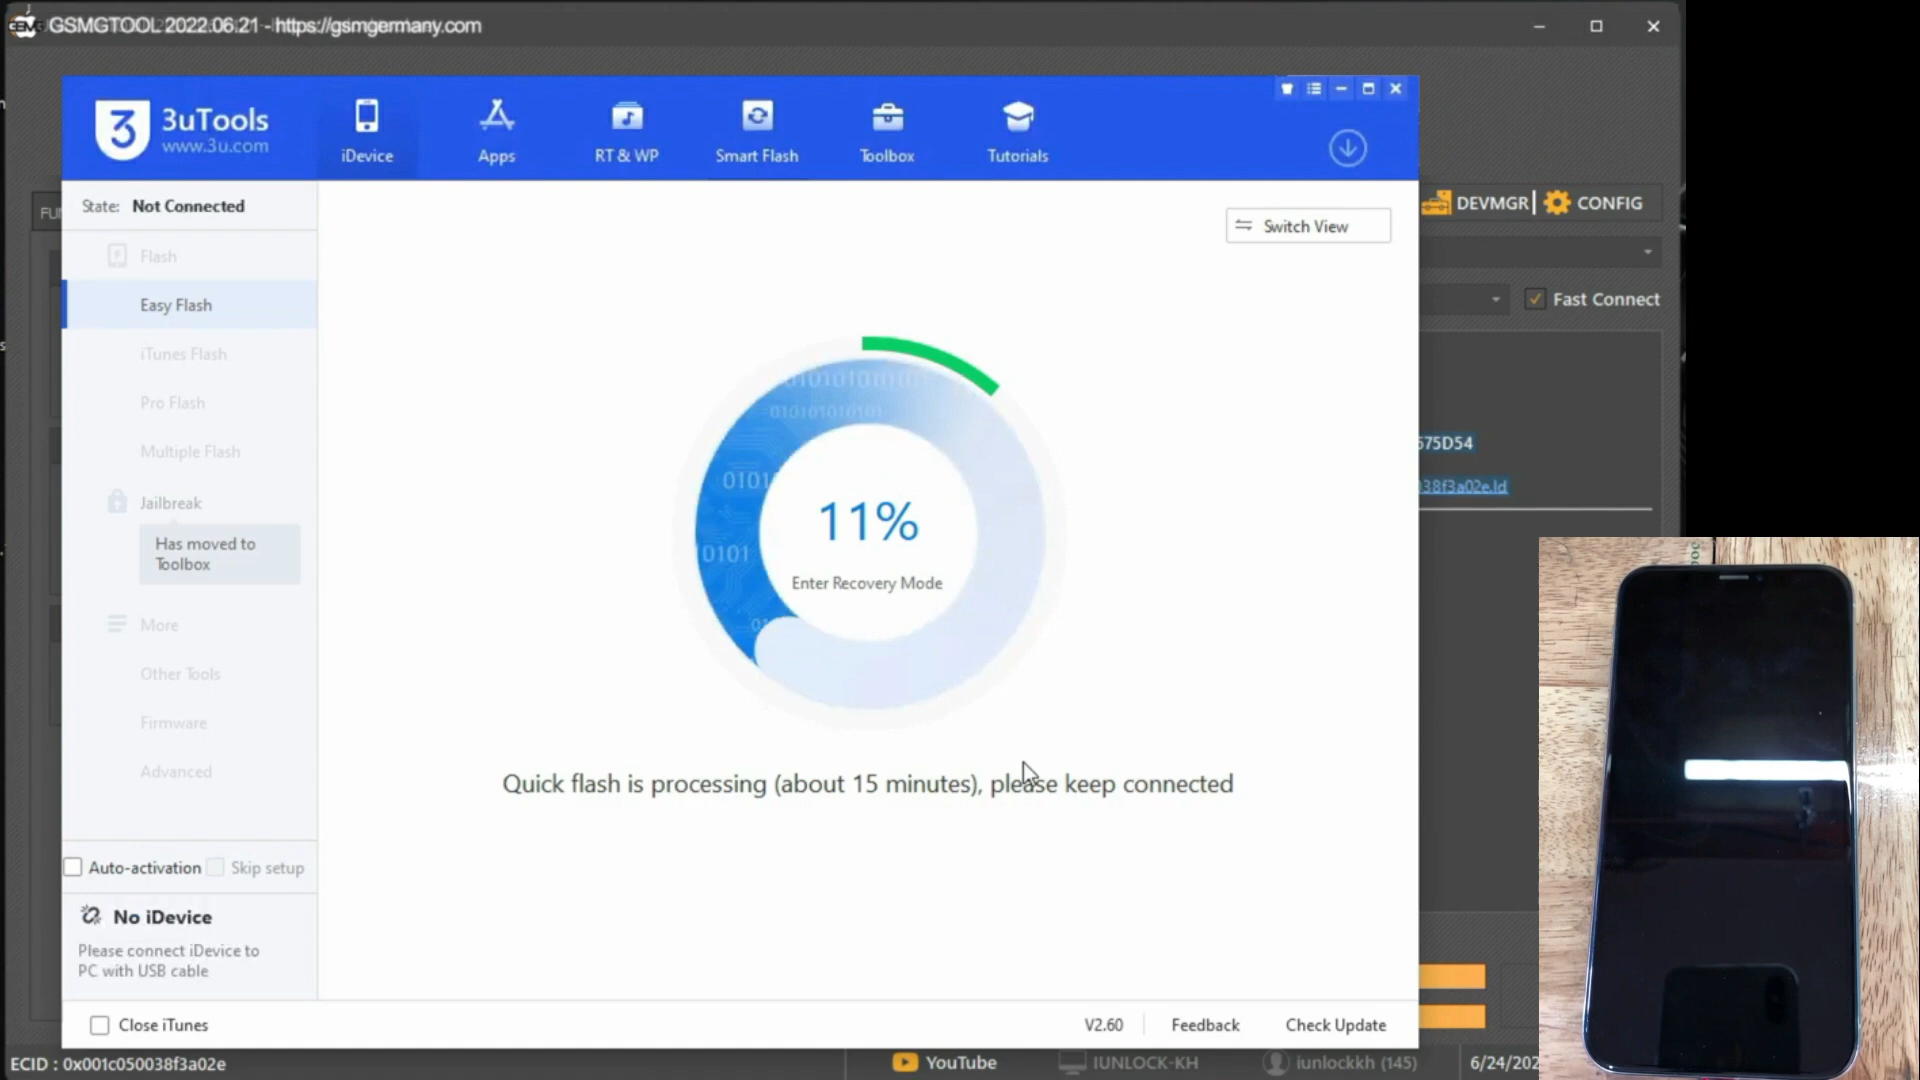 GSMGTOOL 2022.06.21 - https://gsmgermany.com
3uTools
www.3u.com
iDevice
Apps
RT & WP
Smart Flash
Toolbox
Tutorials
State: Not Connected
Switch View
DEVMGR
CONFIG
Fast Connect
Flash
Easy Flash
iTunes Flash
Pro Flash
Multiple Flash
Jailbreak
Has moved to
Toolbox
More
Other Tools
Firmware
Advanced
11%
Enter Recovery Mode
Quick flash is processing (about 15 minutes), please keep connected
575D54
38f3a02e.ld
Auto-activation
Skip setup
No iDevice
Please connect iDevice to
PC with USB cable
Close iTunes
V2.60
Feedback
Check Update
ECID : 0x001c050038f3a02e
YouTube
IUNLOCK-KH
iunlockkh (145)
6/24/202